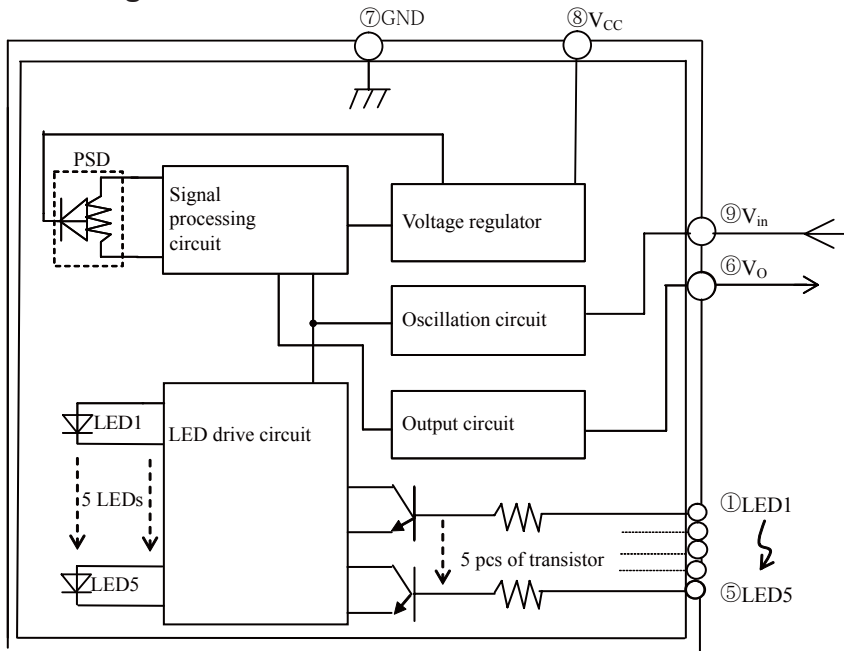 ⑦GND
⑧VCC
PSD
Signal
processing
circuit
Voltage regulator
⑨Vin
⑥VO
Oscillation circuit
Output circuit
LED1
LED drive circuit
5 LEDs
①LED1
5 pcs of transistor
LED5
⑤LED5